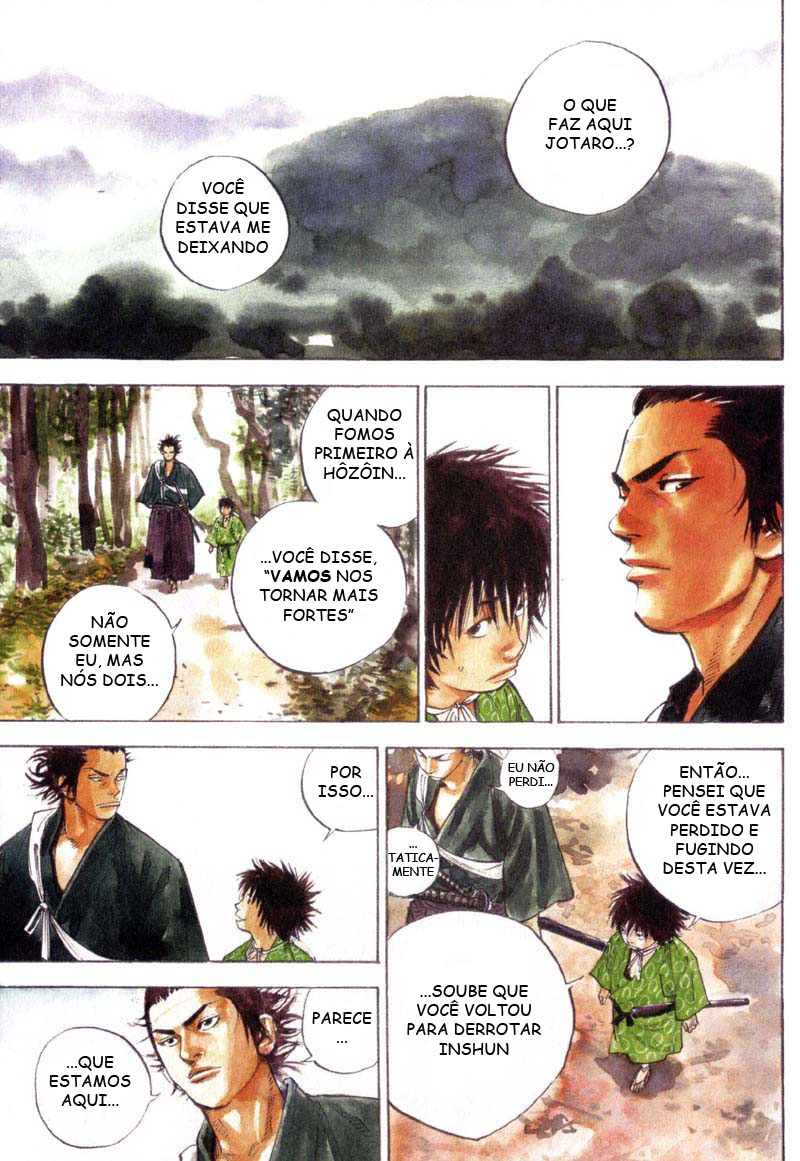 O QUE
FAZ AQUI
JOTARO...?
VOCÊ
DISSE QUE
ESTAVA ME
DEIXANDO
QUANDO
FOMOS
PRIMEIRO À
HÔZÔIN...
...VOCÊ DISSE,
“VAMOS NOS
TORNAR MAIS
FORTES”
NÃO
SOMENTE
EU, MAS
NÓS DOIS...
ENTÃO...
PENSEI QUE
VOCÊ ESTAVA
PERDIDO E
FUGINDO
DESTA VEZ...
EU NÃO
PERDI...
...
TATICA-
MENTE
...SOUBE QUE
VOCÊ VOLTOU
PARA DERROTAR
INSHUN
POR
ISSO...
PARECE
...
...QUE
ESTAMOS
AQUI...